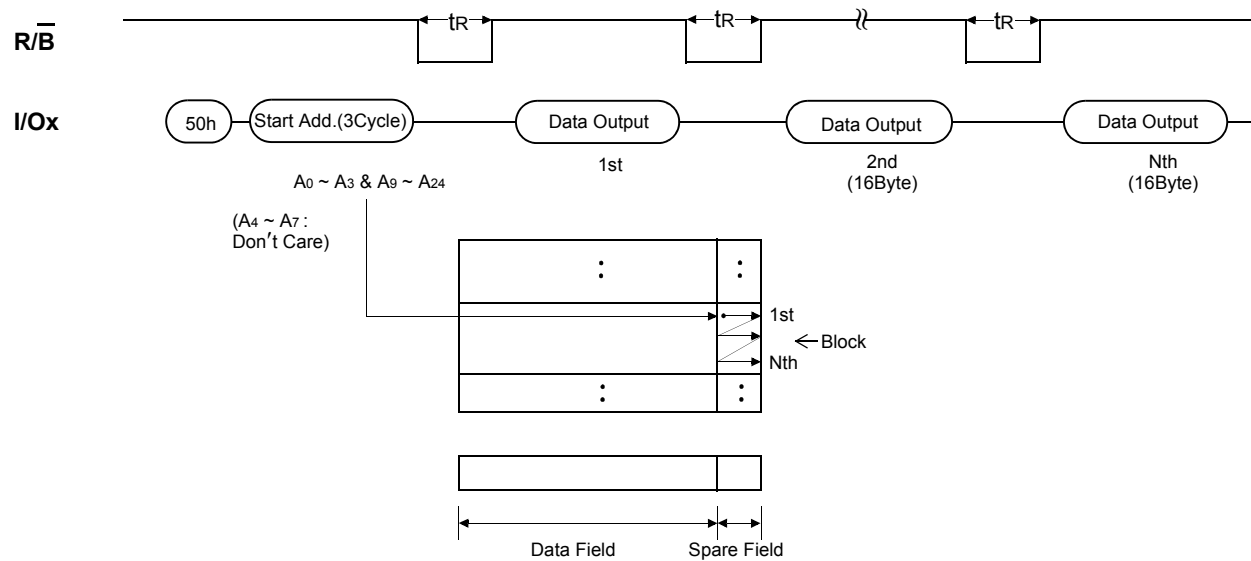 R/B
tR
tR
tR
I/Ox
50h
Start Add.(3Cycle)
Data Output
Data Output
Data Output
1st
2nd
(16Byte)
Nth
(16Byte)
A0 ~ A3 & A9 ~ A24
(A4 ~ A7 :
Don't Care)
1st
Block
Nth
Data Field
Spare Field